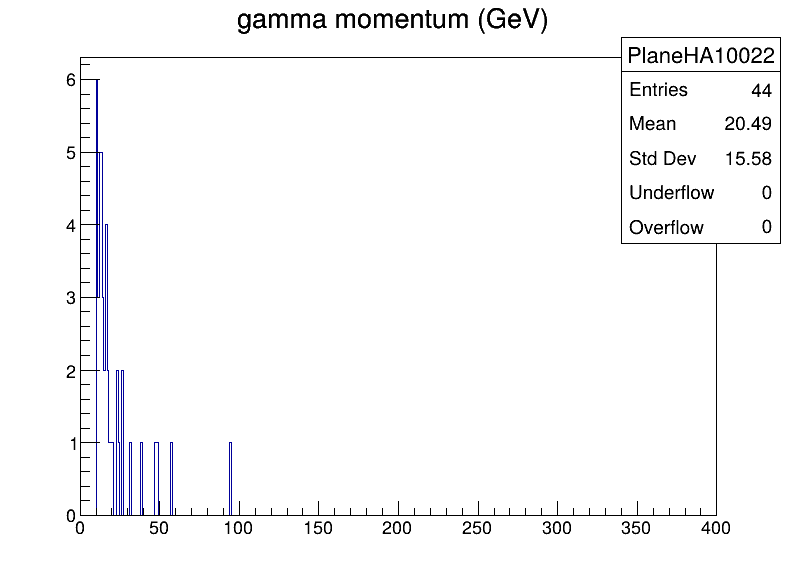 gamma momentum (GeV)
PlaneHA10022
Entries 44
Mean 20.49
Std Dev 15.58
Underflow 0
Overflow 0
6
5
4
3
2
1
0
0 50 100 150 200 250 300 350 400